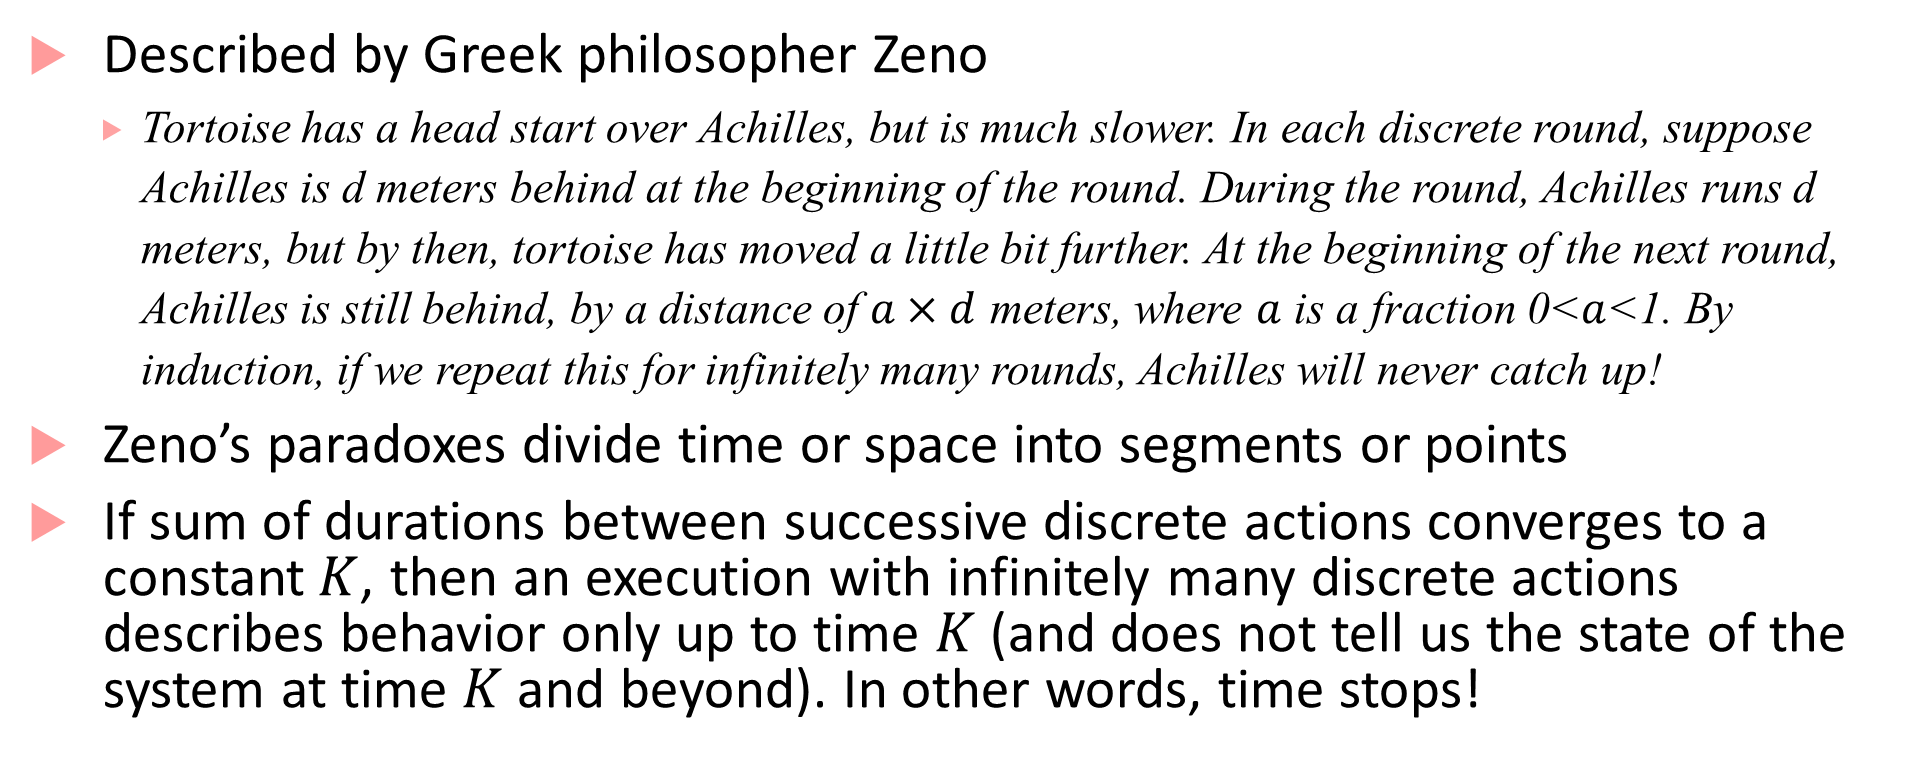 Described by Greek philosopher Zeno
Tortoise has a head start over Achilles, but is much slower. In each discrete round, suppose
Achilles is d meters behind at the beginning of the round. During the round, Achilles runs d
meters, but by then, tortoise has moved a little bit further. At the beginning of the next round,
Achilles is still behind, by a distance of a × d meters, where a is a fraction 0<a<1. By
induction, if we repeat this for infinitely many rounds, Achilles will never catch up!
Zeno’s paradoxes divide time or space into segments or points
If sum of durations between successive discrete actions converges to a
constant K, then an execution with infinitely many discrete actions
describes behavior only up to time K (and does not tell us the state of the
system at time K and beyond). In other words, time stops!